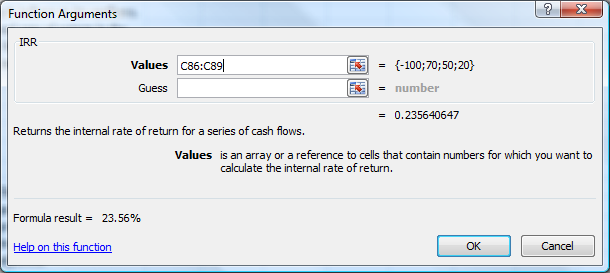 Function Arguments
IRR
Values C86:C89 = {-100;70;50;20}
Guess = number
= 0.235640647
Returns the internal rate of return for a series of cash flows.
Values is an array or a reference to cells that contain numbers for which you want to
calculate the internal rate of return.
Formula result = 23.56%
Help on this function OK Cancel